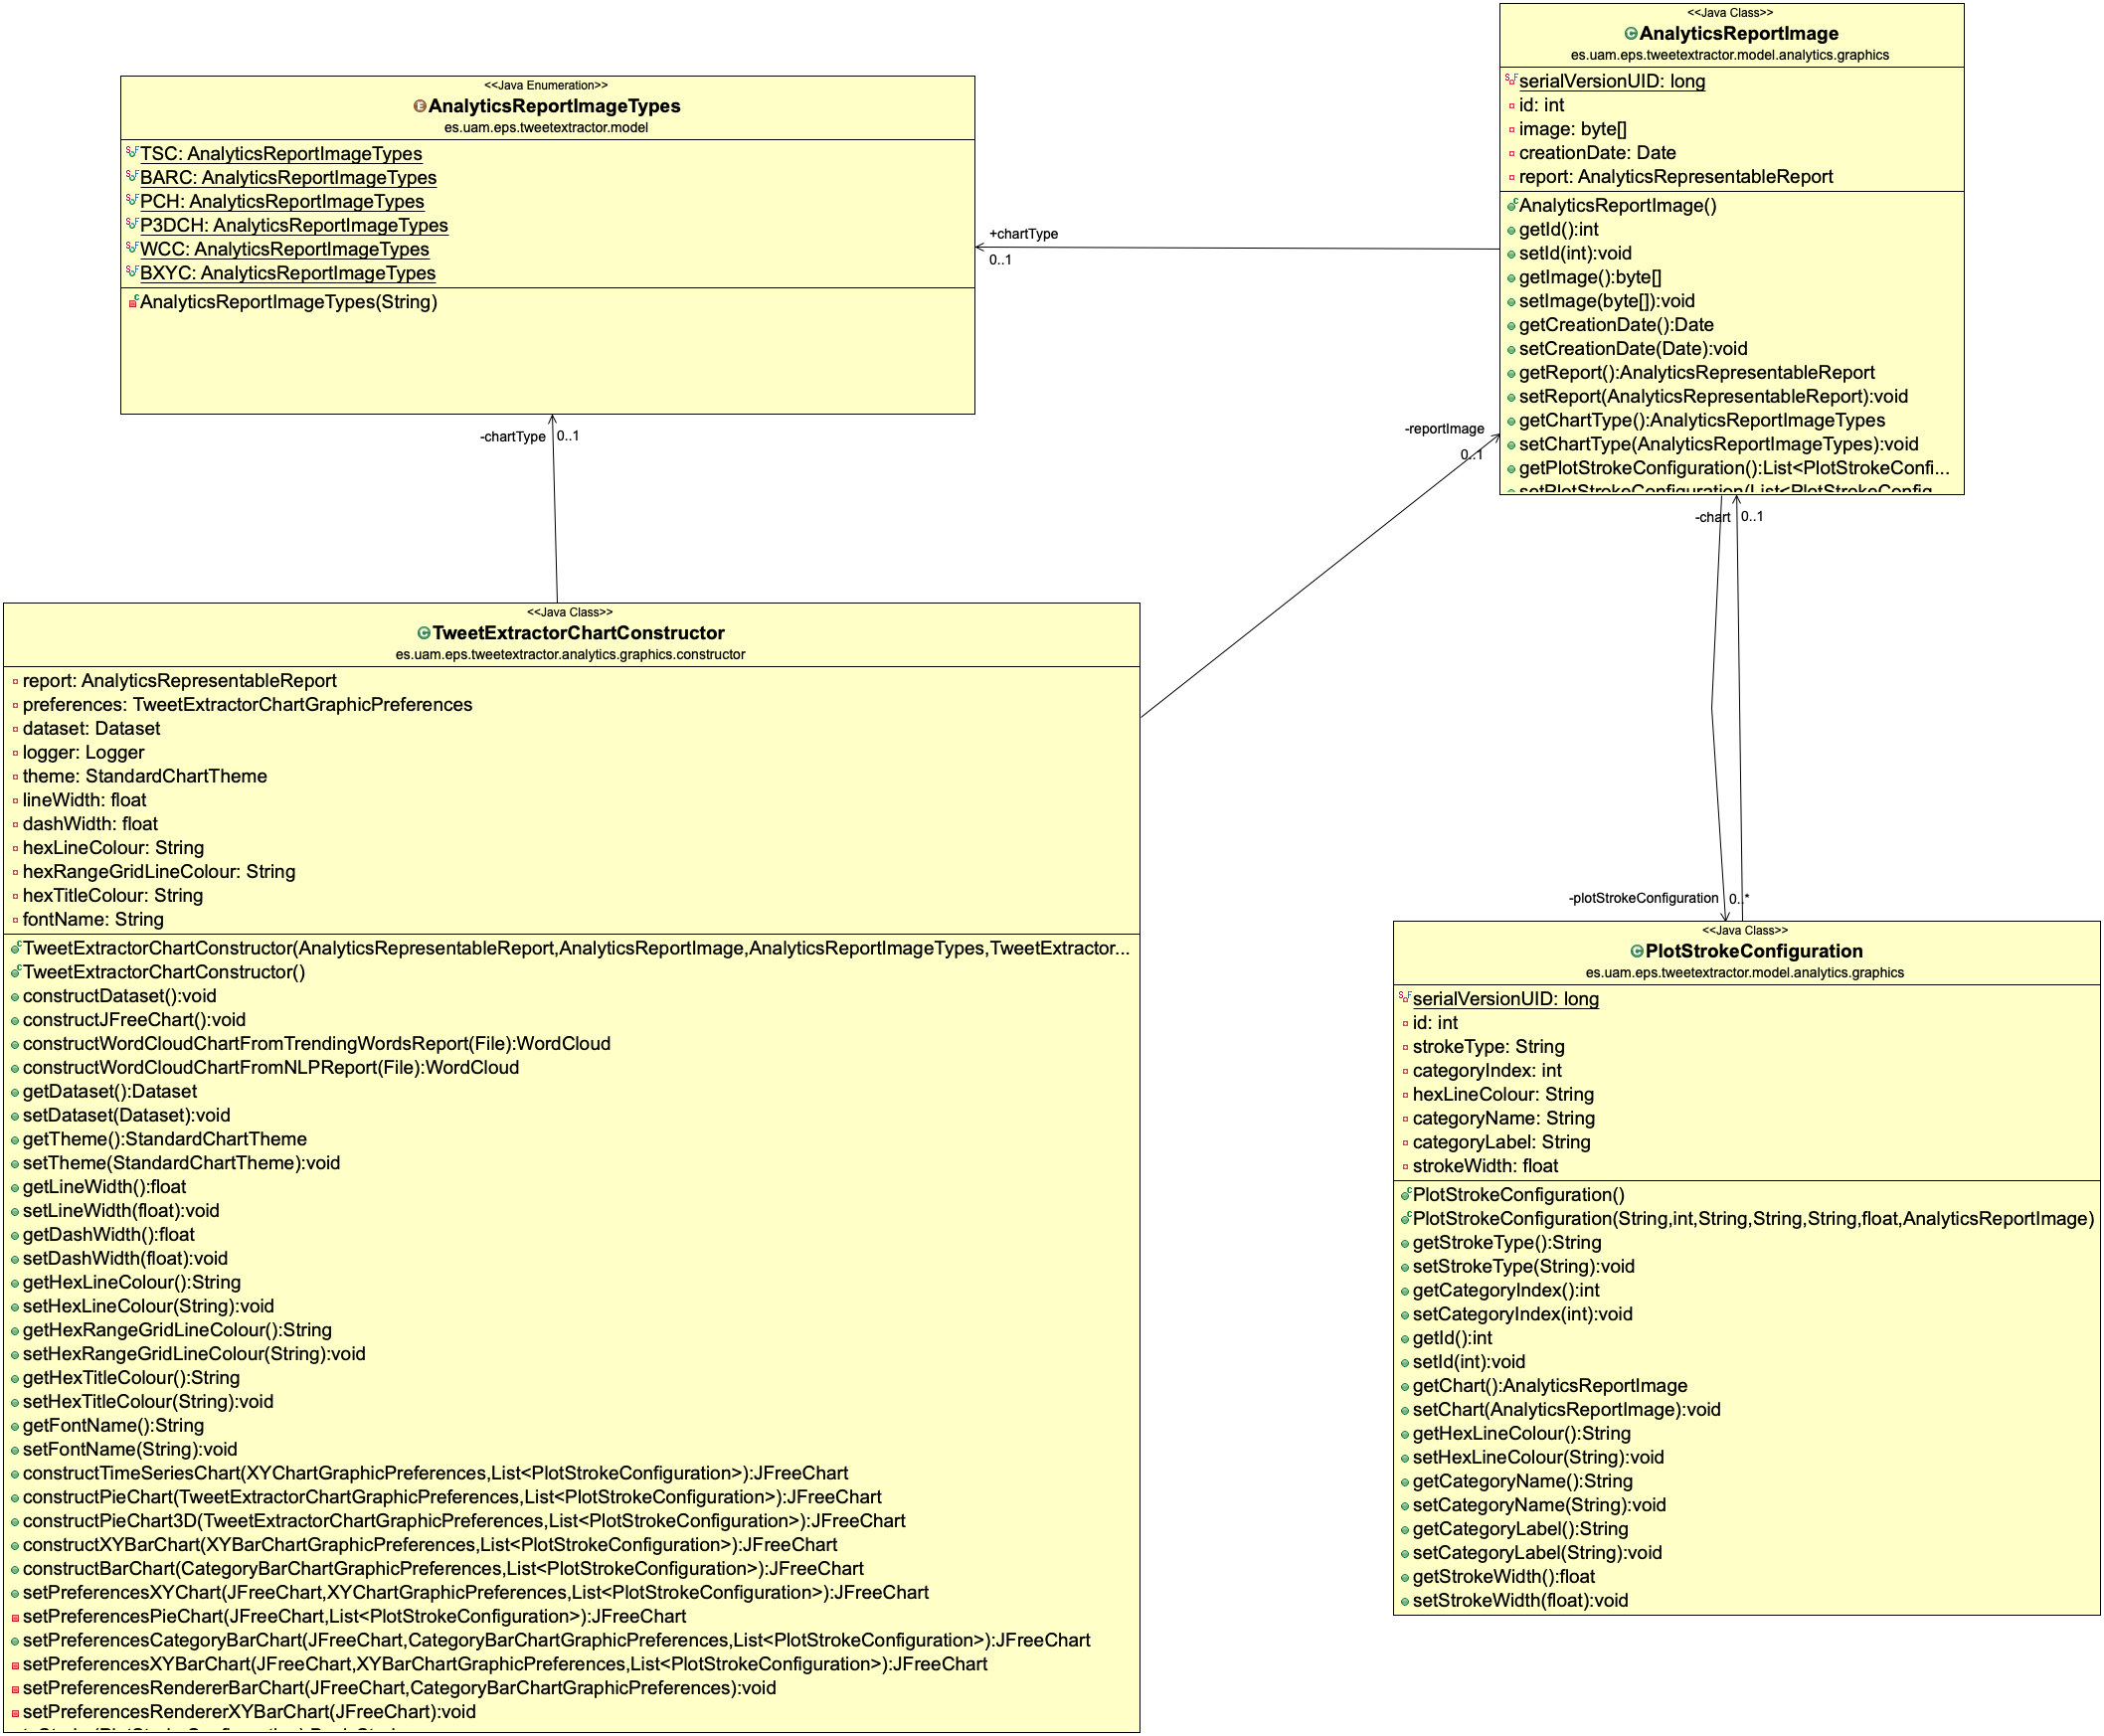 <<Java Class>>
AnalyticsReportImage
es.uam.eps.tweetextractor.model.analytics.graphics
serialVersionUID: long
id: int
image: byte[]
creationDate: Date
report: AnalyticsRepresentableReport
AnalyticsReportImage()
getId():int
setId(int):void
getImage():byte[]
setImage(byte[]):void
getCreationDate():Date
setCreationDate(Date):void
getReport():AnalyticsRepresentableReport
setReport(AnalyticsRepresentableReport):void
getChartType():AnalyticsReportImageTypes
setChartType(AnalyticsReportImageTypes):void
getPlotStrokeConfiguration():List<PlotStrokeConfi...
setPlotStrokeConfiguration(List<PlotStrokeConfig...
<<Java Enumeration>>
AnalyticsReportImageTypes
es.uam.eps.tweetextractor.model
TSC: AnalyticsReportImageTypes
BARC: AnalyticsReportImageTypes
PCH: AnalyticsReportImageTypes
P3DCH: AnalyticsReportImageTypes
WCC: AnalyticsReportImageTypes
BXYC: AnalyticsReportImageTypes
AnalyticsReportImageTypes(String)
+chartType
0..1
-chartType 0..1
-reportImage
0..1
-chart 0..1
-plotStrokeConfiguration 0..*
<<Java Class>>
TweetExtractorChartConstructor
es.uam.eps.tweetextractor.analytics.graphics.constructor
report: AnalyticsRepresentableReport
preferences: TweetExtractorChartGraphicPreferences
dataset: Dataset
logger: Logger
theme: StandardChartTheme
lineWidth: float
dashWidth: float
hexLineColour: String
hexRangeGridLineColour: String
hexTitleColour: String
fontName: String
TweetExtractorChartConstructor(AnalyticsRepresentableReport,AnalyticsReportImage,AnalyticsReportImageTypes,TweetExtractor...
TweetExtractorChartConstructor()
constructDataset():void
constructJFreeChart():void
constructWordCloudChartFromTrendingWordsReport(File):WordCloud
constructWordCloudChartFromNLPReport(File):WordCloud
getDataset():Dataset
setDataset(Dataset):void
getTheme():StandardChartTheme
setTheme(StandardChartTheme):void
getLineWidth():float
setLineWidth(float):void
getDashWidth():float
setDashWidth(float):void
getHexLineColour():String
setHexLineColour(String):void
getHexRangeGridLineColour():String
setHexRangeGridLineColour(String):void
getHexTitleColour():String
setHexTitleColour(String):void
getFontName():String
setFontName(String):void
constructTimeSeriesChart(XYChartGraphicPreferences,List<PlotStrokeConfiguration>):JFreeChart
constructPieChart(TweetExtractorChartGraphicPreferences,List<PlotStrokeConfiguration>):JFreeChart
constructPieChart3D(TweetExtractorChartGraphicPreferences,List<PlotStrokeConfiguration>):JFreeChart
constructXYBarChart(XYBarChartGraphicPreferences,List<PlotStrokeConfiguration>):JFreeChart
constructBarChart(CategoryBarChartGraphicPreferences,List<PlotStrokeConfiguration>):JFreeChart
setPreferencesXYChart(JFreeChart,XYChartGraphicPreferences,List<PlotStrokeConfiguration>):JFreeChart
setPreferencesPieChart(JFreeChart,List<PlotStrokeConfiguration>):JFreeChart
setPreferencesCategoryBarChart(JFreeChart,CategoryBarChartGraphicPreferences,List<PlotStrokeConfiguration>):JFreeChart
setPreferencesXYBarChart(JFreeChart,XYBarChartGraphicPreferences,List<PlotStrokeConfiguration>):JFreeChart
setPreferencesRendererBarChart(JFreeChart,CategoryBarChartGraphicPreferences):void
setPreferencesRendererXYBarChart(JFreeChart):void
<<Java Class>>
PlotStrokeConfiguration
es.uam.eps.tweetextractor.model.analytics.graphics
serialVersionUID: long
id: int
strokeType: String
categoryIndex: int
hexLineColour: String
categoryName: String
categoryLabel: String
strokeWidth: float
PlotStrokeConfiguration()
PlotStrokeConfiguration(String,int,String,String,String,float,AnalyticsReportImage)
getStrokeType():String
setStrokeType(String):void
getCategoryIndex():int
setCategoryIndex(int):void
getId():int
setId(int):void
getChart():AnalyticsReportImage
setChart(AnalyticsReportImage):void
getHexLineColour():String
setHexLineColour(String):void
getCategoryName():String
setCategoryName(String):void
getCategoryLabel():String
setCategoryLabel(String):void
getStrokeWidth():float
setStrokeWidth(float):void